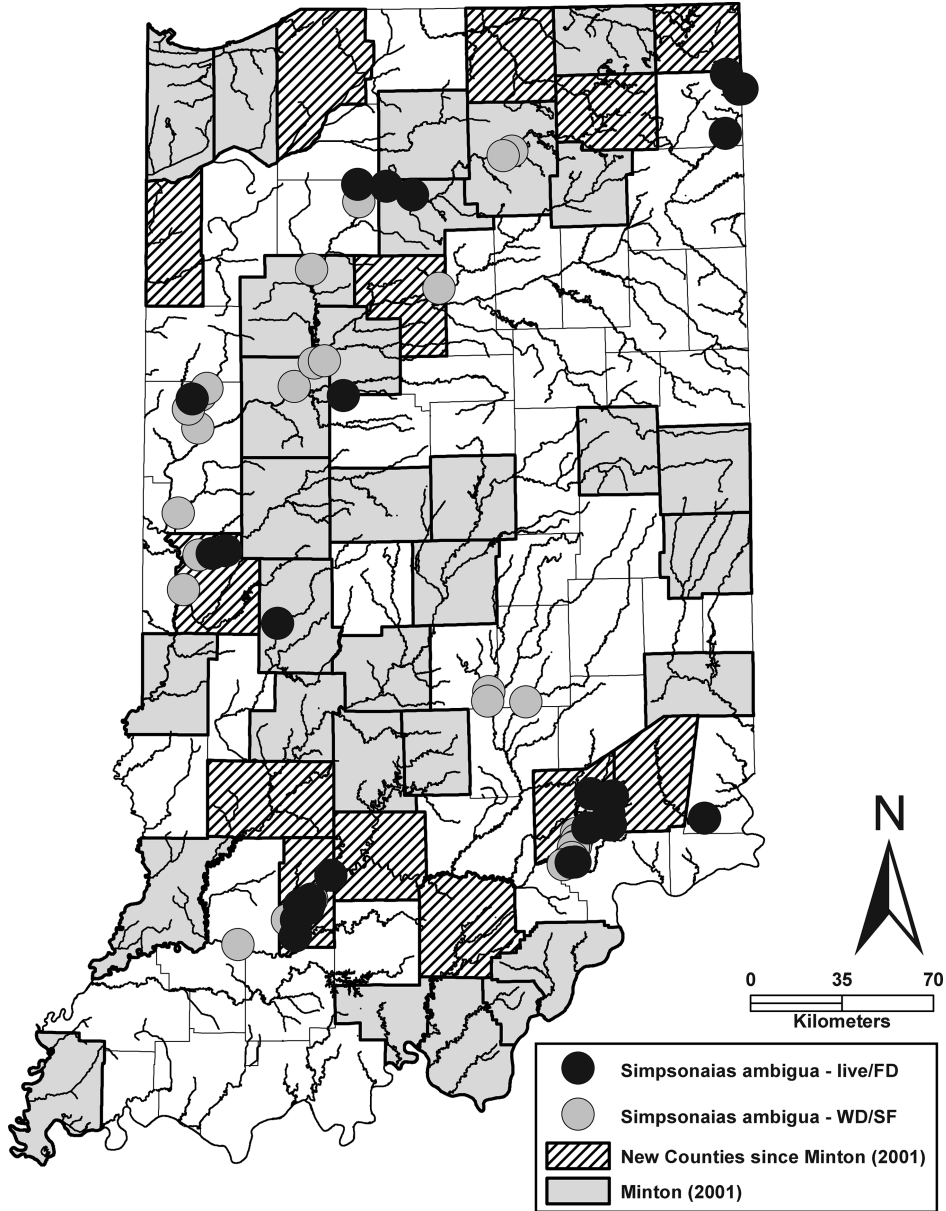 N
0 35 70
Kilometers
Simpsonaias ambigua - live/FD
Simpsonaias ambigua - WD/SF
New Counties since Minton (2001)
Minton (2001)